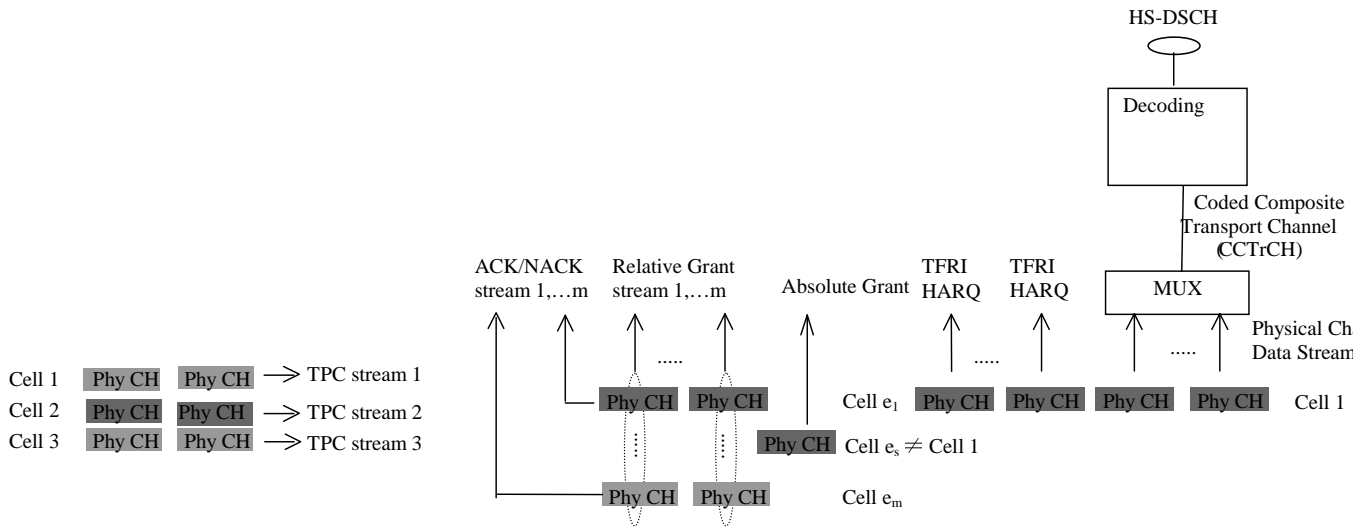 HS-DSCH
Decoding
Coded Composite
Transport Channel
(CCTrCH)
ACK/NACK
stream 1,…m
Relative Grant
stream 1,…m
Absolute Grant
TFRI
HARQ
TFRI
HARQ
MUX
Physical Cha
Data Stream
.....
.....
.....
Cell 1 Phy CH Phy CH TPC stream 1
Cell 2 Phy CH Phy CH TPC stream 2
Cell 3 Phy CH Phy CH TPC stream 3
Phy CH Phy CH Cell e₁ Phy CH Phy CH Phy CH Phy CH Cell 1
Phy CH Cell eₛ ≠ Cell 1
Phy CH Phy CH Cell eₘ